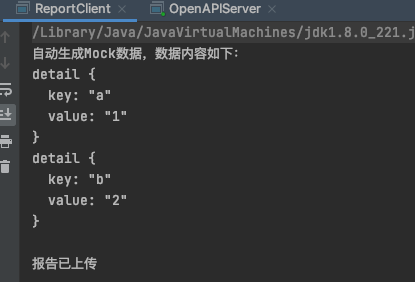 ReportClient
OpenAPIServer
/Library/Java/JavaVirtualMachines/jdk1.8.0_221.j
自动生成Mock数据，数据内容如下：
detail {
  key: "a"
  value: "1"
}
detail {
  key: "b"
  value: "2"
}
报告已上传